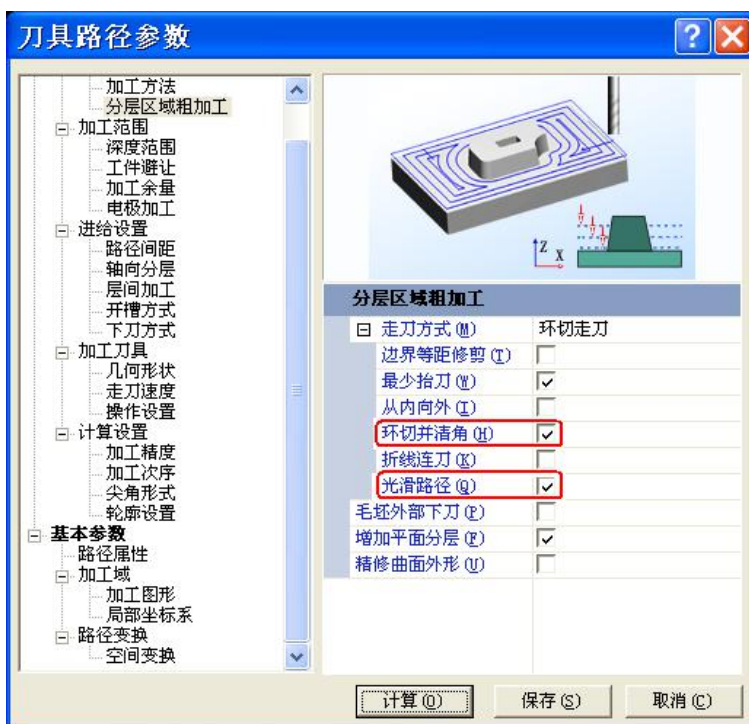 刀具路径参数
加工方法
分层区域粗加工
加工范围
深度范围
工件避让
加工余量
电极加工
进给设置
路径间距
轴向分层
层间加工
开槽方式
下刀方式
加工刀具
几何形状
走刀速度
操作设置
计算设置
加工精度
加工次序
尖角形式
轮廓设置
基本参数
路径属性
加工域
加工图形
局部坐标系
路径变换
空间变换
Z
X
分层区域粗加工
走刀方式(M) 环切走刀
边界等距修剪(T)
最少抬刀(W)
从内向外(I)
环切并清角(H)
折线连刀(K)
光滑路径(Q)
毛坯外部下刀(P)
增加平面分层(F)
精修曲面外形(U)
计算(O) 保存(S) 取消(C)